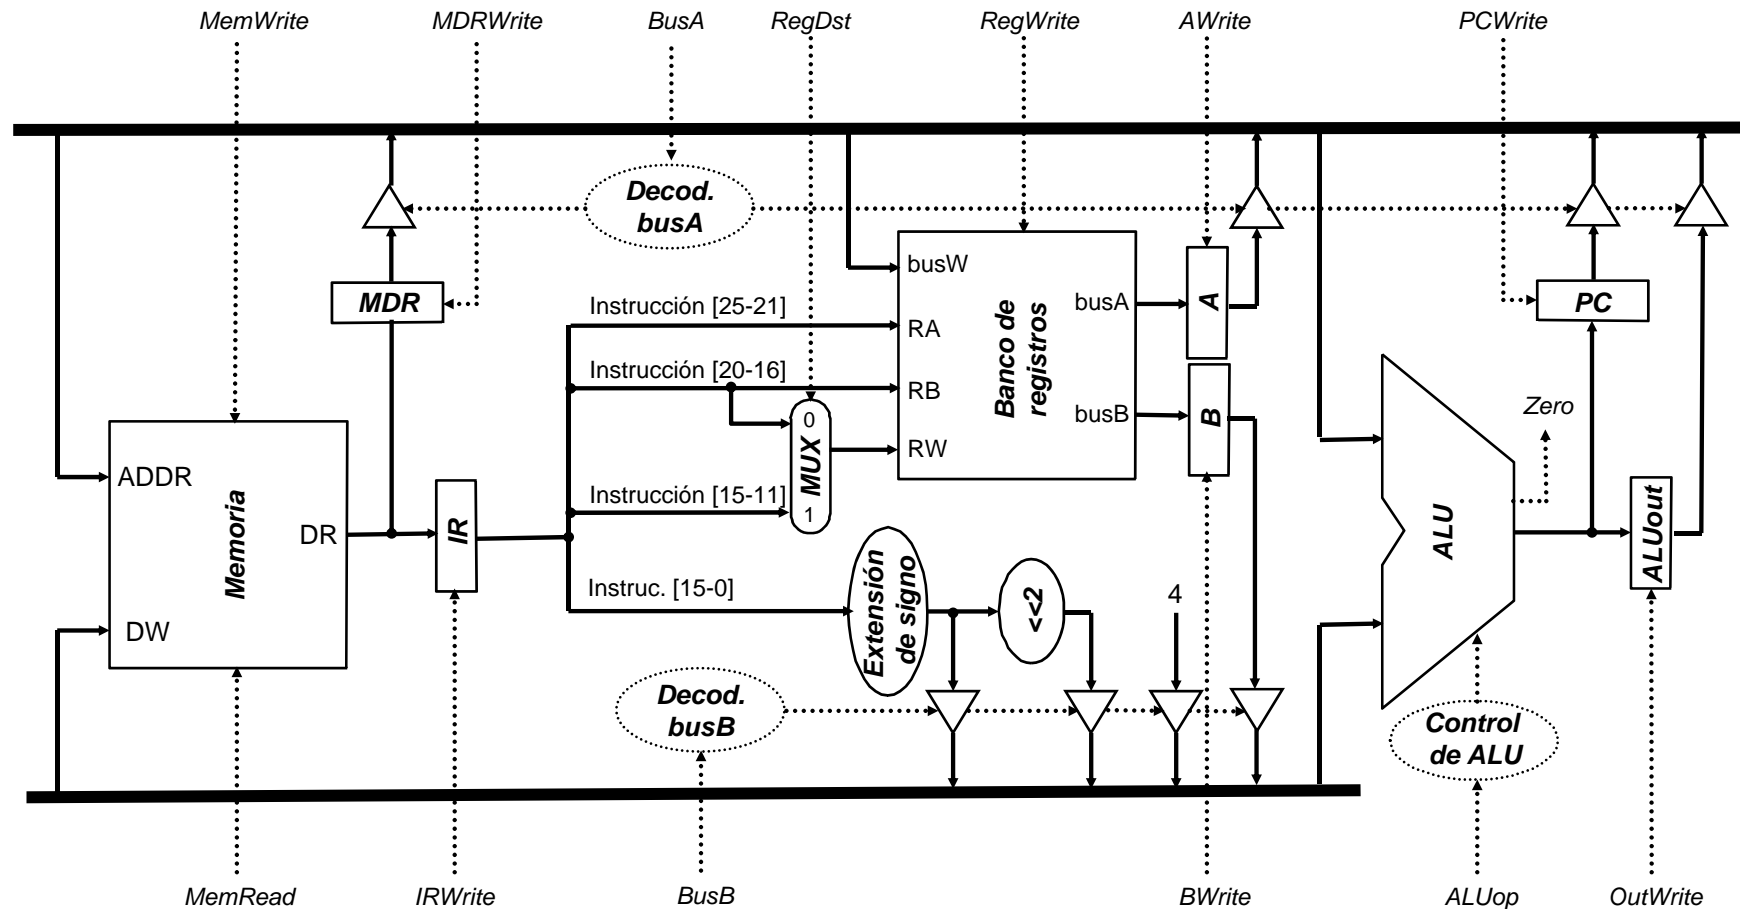 MemWrite
MDRWrite
BusA
RegDst
RegWrite
AWrite
PCWrite
Decod.
busA
MDR
Instrucción [25-21]
Instrucción [20-16]
Instrucción [15-11]
Instruc. [15-0]
busW
RA
RB
RW
Banco de
registros
busA
busB
A
B
PC
Zero
0
MUX
1
ADDR
Memoria
DR
DW
IR
Extensión
de signo
<<2
4
ALU
ALUout
Decod.
busB
Control
de ALU
MemRead
IRWrite
BusB
BWrite
ALUop
OutWrite